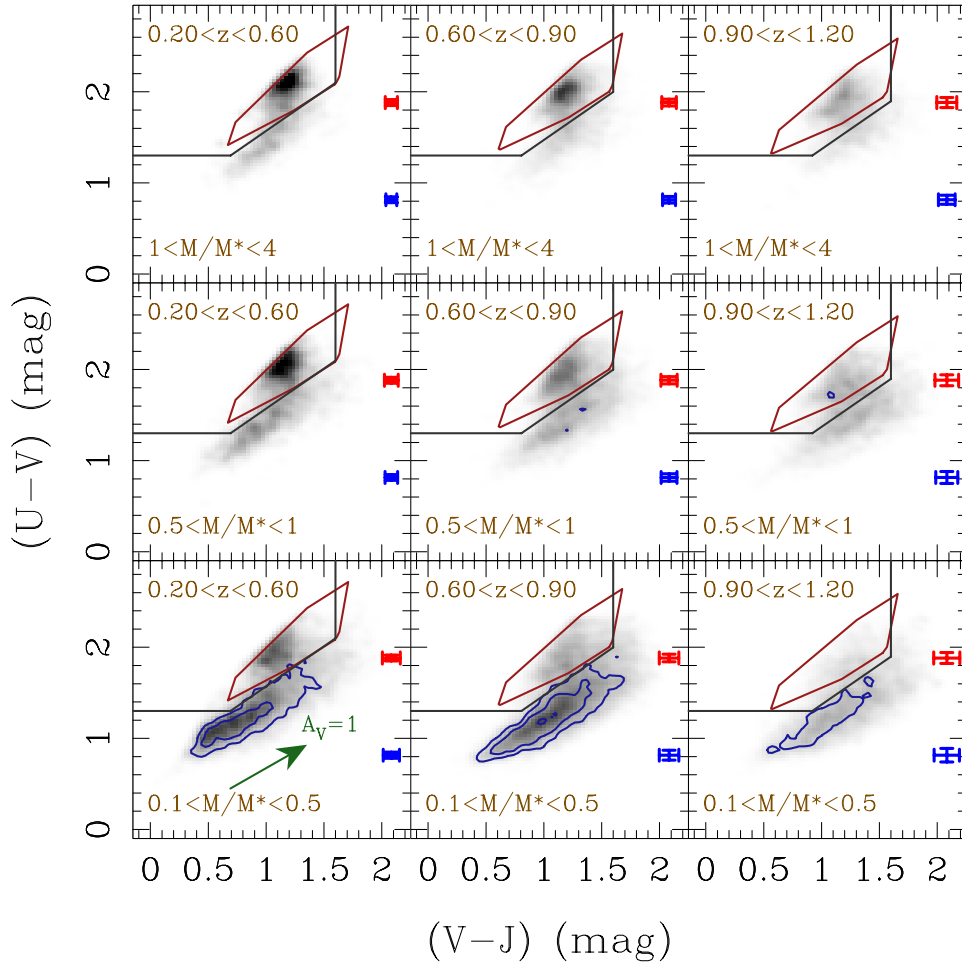 0.20<z<0.60
0.60<z<0.90
0.90<z<1.20
2
1
0
1<M/M*<4
1<M/M*<4
1<M/M*<4
0.20<z<0.60
0.60<z<0.90
0.90<z<1.20
(U-V) (mag)
2
1
0
0.5<M/M*<1
0.5<M/M*<1
0.5<M/M*<1
0.20<z<0.60
0.60<z<0.90
0.90<z<1.20
2
1
0
A_V=1
0.1<M/M*<0.5
0.1<M/M*<0.5
0.1<M/M*<0.5
0 0.5 1 1.5 2
0 0.5 1 1.5 2
0 0.5 1 1.5 2
(V-J) (mag)